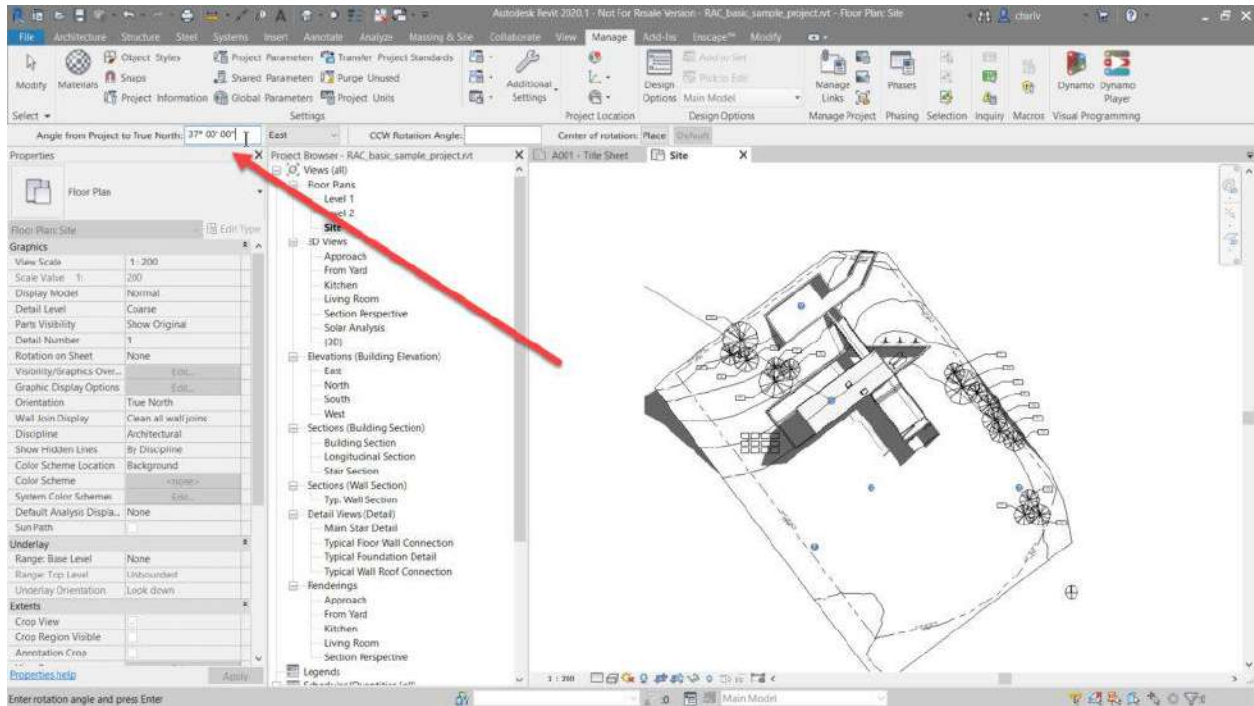 Autodesk Revit 2020.1 - Not For Resale Version - RAC_basic_sample_project.rvt - Floor Plan: Site
charlv
File Architecture Structure Steel Systems Insert Annotate Analyze Massing & Site Collaborate View Manage Add-Ins Enscape™ Modify
Modify
Materials
Object Styles
Snaps
Project Information
Project Parameters
Shared Parameters
Global Parameters
Transfer Project Standards
Purge Unused
Project Units
Additional Settings
Design Options
Add to Set
Pick to Edit
Main Model
Manage Links
Phases
Dynamo
Dynamo Player
Select
Settings
Project Location
Design Options
Manage Project
Phasing
Selection
Inquiry
Macros
Visual Programming
Angle from Project to True North: 37° 00' 00" East CCW Rotation Angle: Center of rotation: Place Default
Properties
Floor Plan
Floor Plan: Site
Edit Type
Graphics
View Scale 1 : 200
Scale Value 1: 200
Display Model Normal
Detail Level Coarse
Parts Visibility Show Original
Detail Number 1
Rotation on Sheet None
Visibility/Graphics Over... Edit...
Graphic Display Options Edit...
Orientation True North
Wall Join Display Clean all wall joins
Discipline Architectural
Show Hidden Lines By Discipline
Color Scheme Location Background
Color Scheme <none>
System Color Schemes Edit...
Default Analysis Displa... None
Sun Path
Underlay
Range: Base Level None
Range: Top Level Unbounded
Underlay Orientation Look down
Extents
Crop View
Crop Region Visible
Annotation Crop
Properties help
Apply
Project Browser - RAC_basic_sample_project.rvt
Views (all)
Floor Plans
Level 1
Level 2
Site
3D Views
Approach
From Yard
Kitchen
Living Room
Section Perspective
Solar Analysis
{3D}
Elevations (Building Elevation)
East
North
South
West
Sections (Building Section)
Building Section
Longitudinal Section
Stair Section
Sections (Wall Section)
Typ. Wall Section
Detail Views (Detail)
Main Stair Detail
Typical Floor Wall Connection
Typical Foundation Detail
Typical Wall Roof Connection
Renderings
Approach
From Yard
Kitchen
Living Room
Section Perspective
Legends
A001 - Title Sheet
Site
1 : 200
Enter rotation angle and press Enter
:0
Main Model